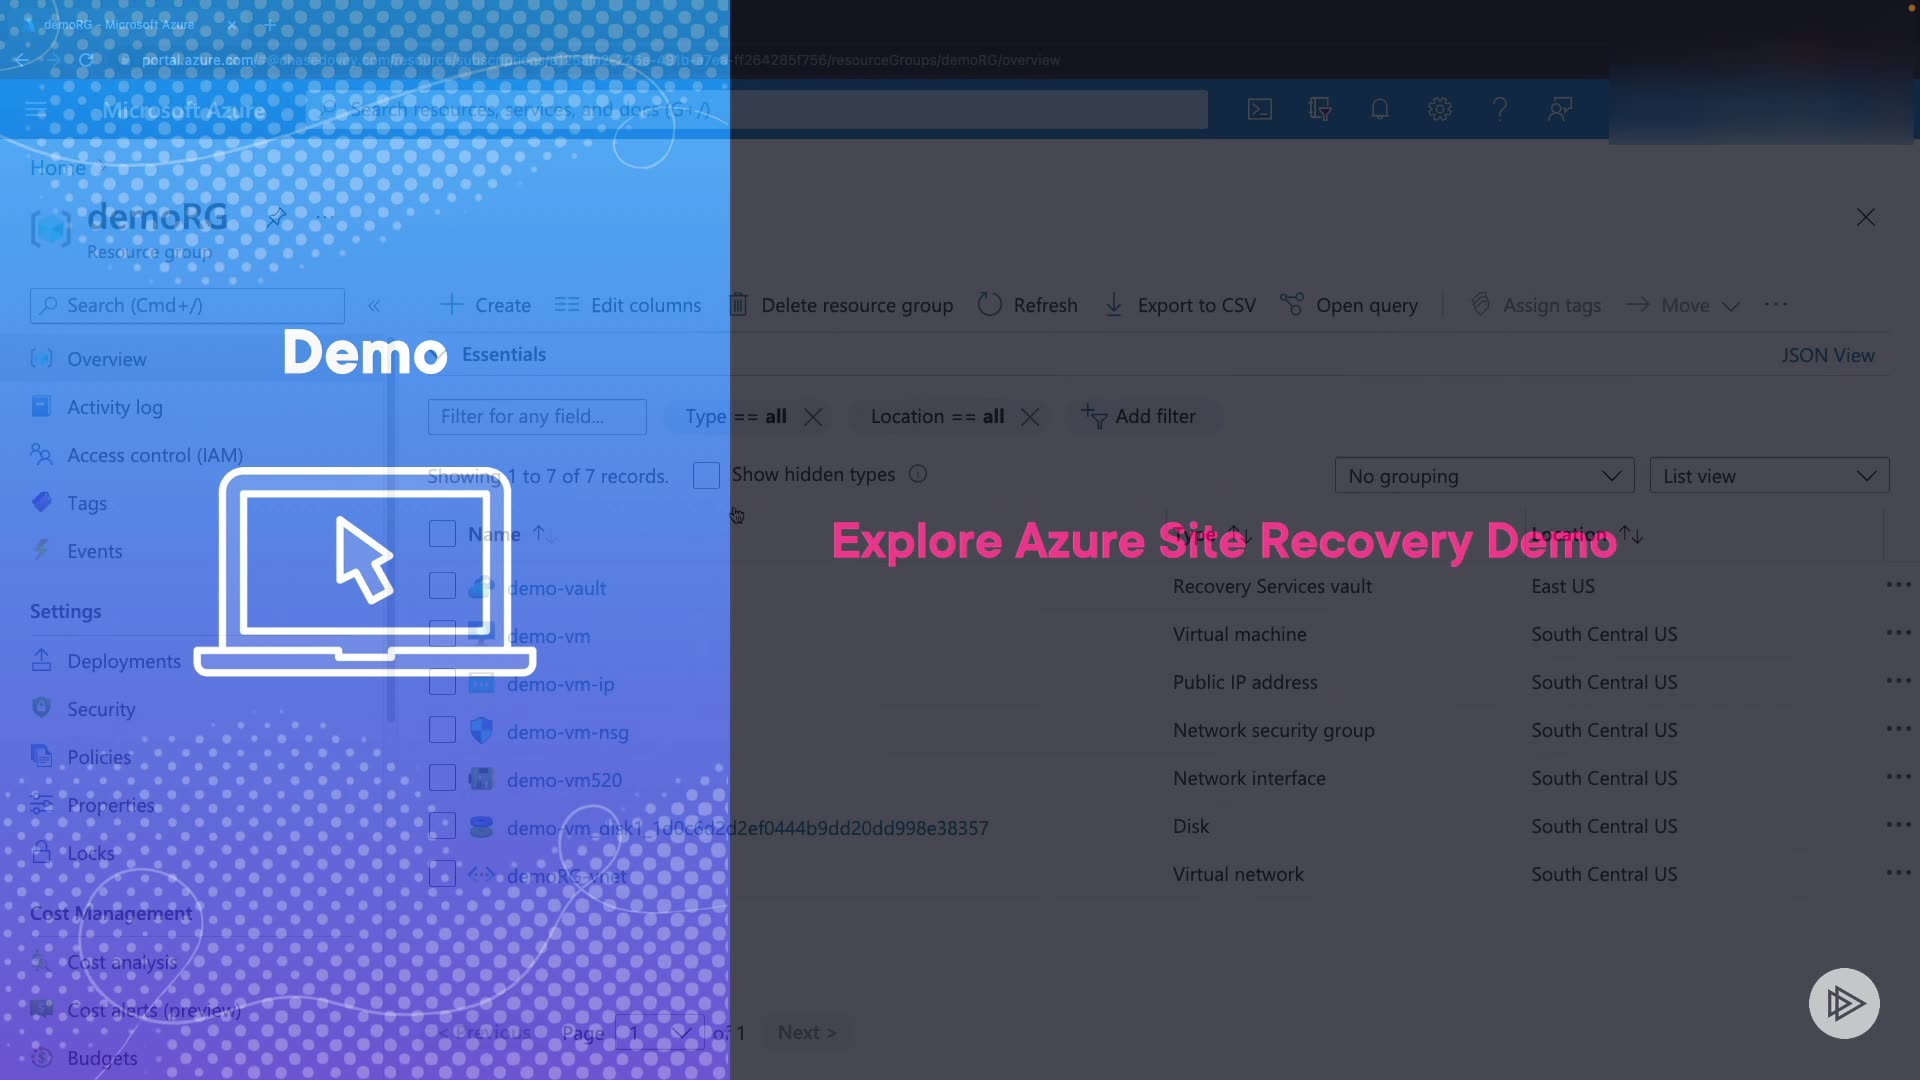 demoRG - Microsoft Azure
Microsoft Azure
Search resources, services, and docs (G+/)
Home >
demoRG
Resource group
Search (Cmd+/)
Create
Edit columns
Delete resource group
Refresh
Export to CSV
Open query
Assign tags
Move
Overview
Demo
Essentials
JSON View
Activity log
Filter for any field...
Type == all
Location == all
Add filter
Access control (IAM)
Showing 1 to 7 of 7 records.
Show hidden types
No grouping
List view
Tags
Name
Type
Location
Explore Azure Site Recovery Demo
Events
demo-vault
Recovery Services vault
East US
Settings
demo-vm
Virtual machine
South Central US
Deployments
demo-vm-ip
Public IP address
South Central US
Security
demo-vm-nsg
Network security group
South Central US
Policies
demo-vm520
Network interface
South Central US
Properties
demo-vm_disk1_1d0c6d2d2ef0444b9dd20dd998e38357
Disk
South Central US
Locks
demoRG-vnet
Virtual network
South Central US
Cost Management
Cost analysis
Cost alerts (preview)
< Previous
Page
1
of 1
Next >
Budgets